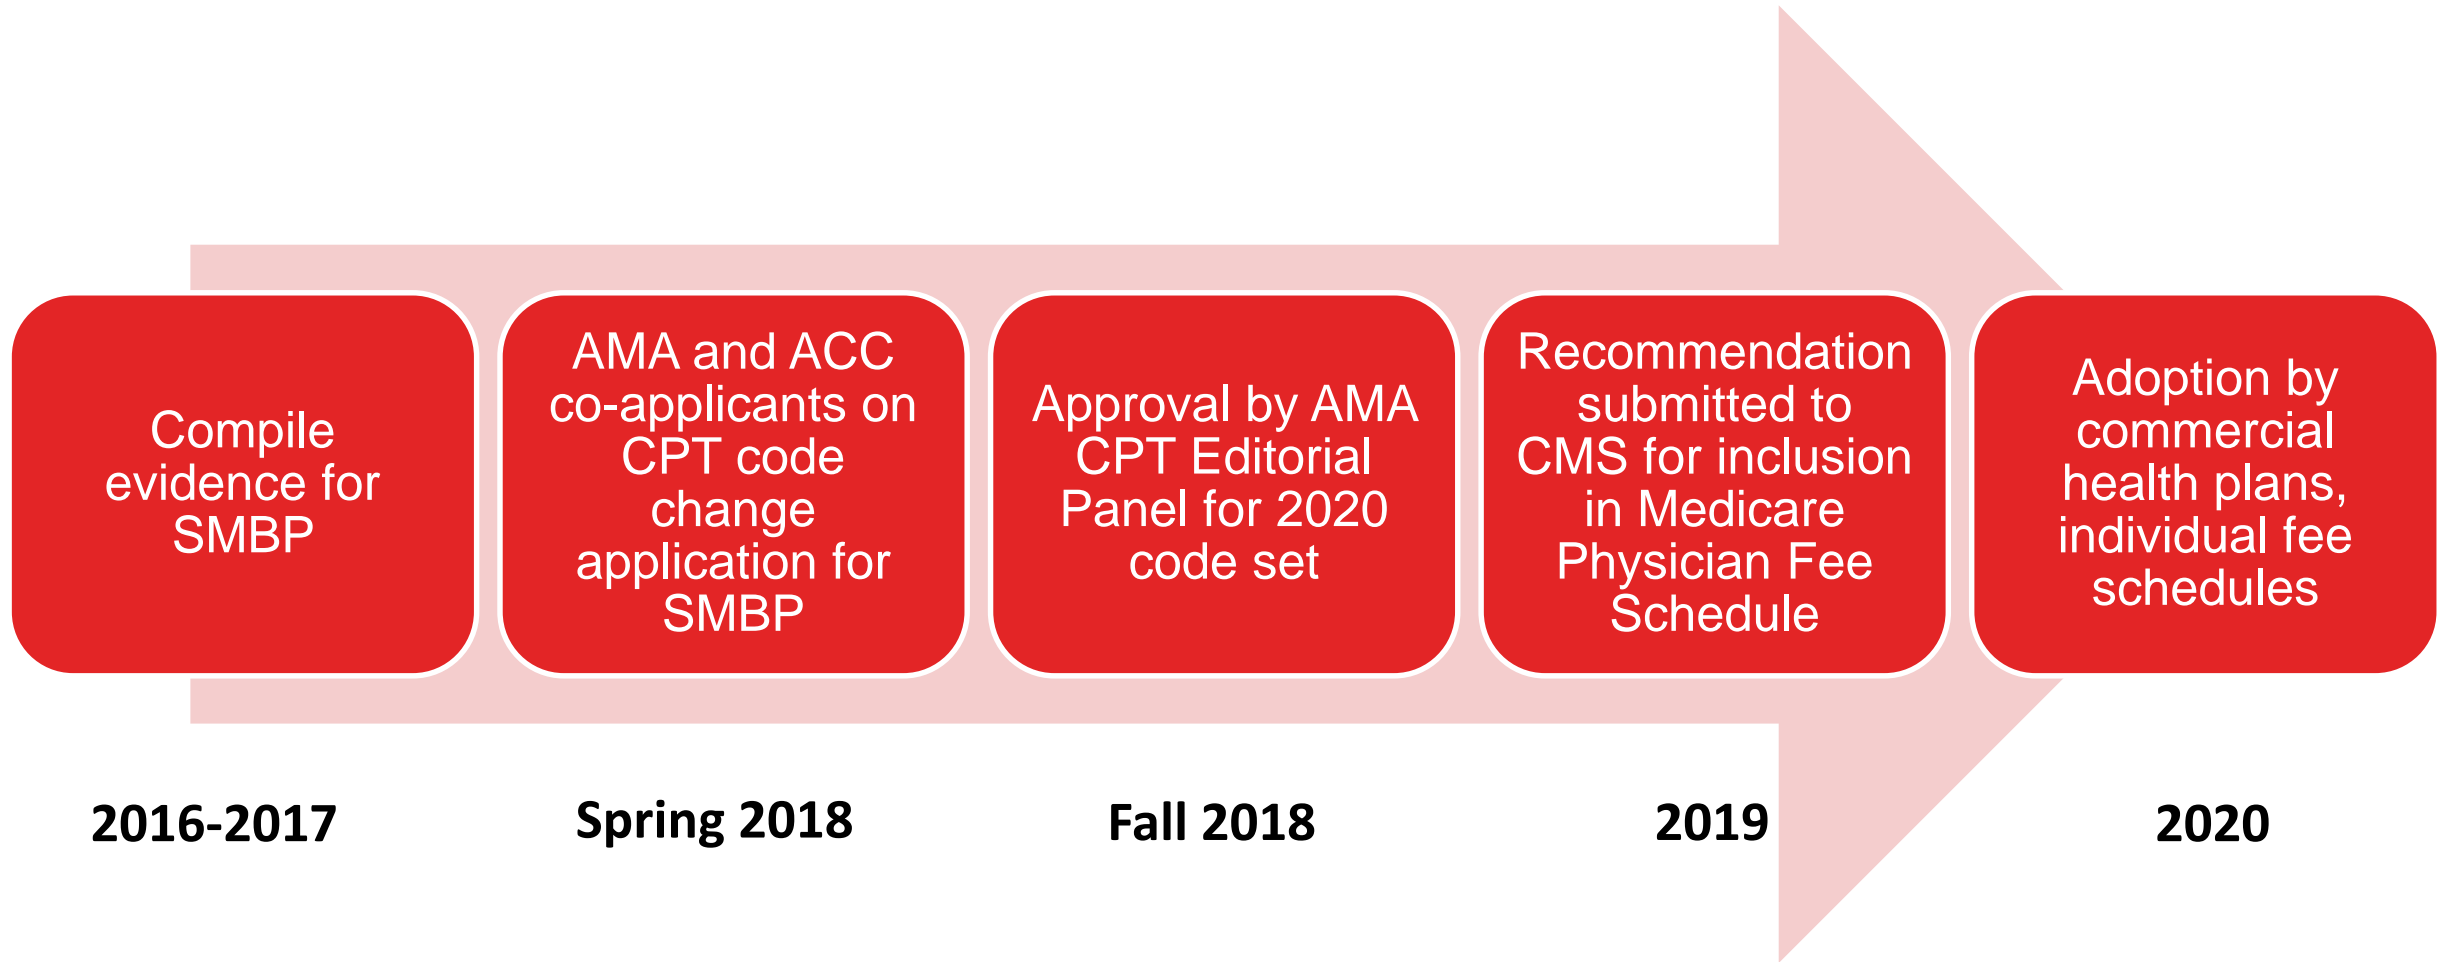 Compile
evidence for
SMBP
AMA and ACC
co-applicants on
CPT code
change
application for
SMBP
Approval by AMA
CPT Editorial
Panel for 2020
code set
Recommendation
submitted to
CMS for inclusion
in Medicare
Physician Fee
Schedule
Adoption by
commercial
health plans,
individual fee
schedules
2016-2017
Spring 2018
Fall 2018
2019
2020